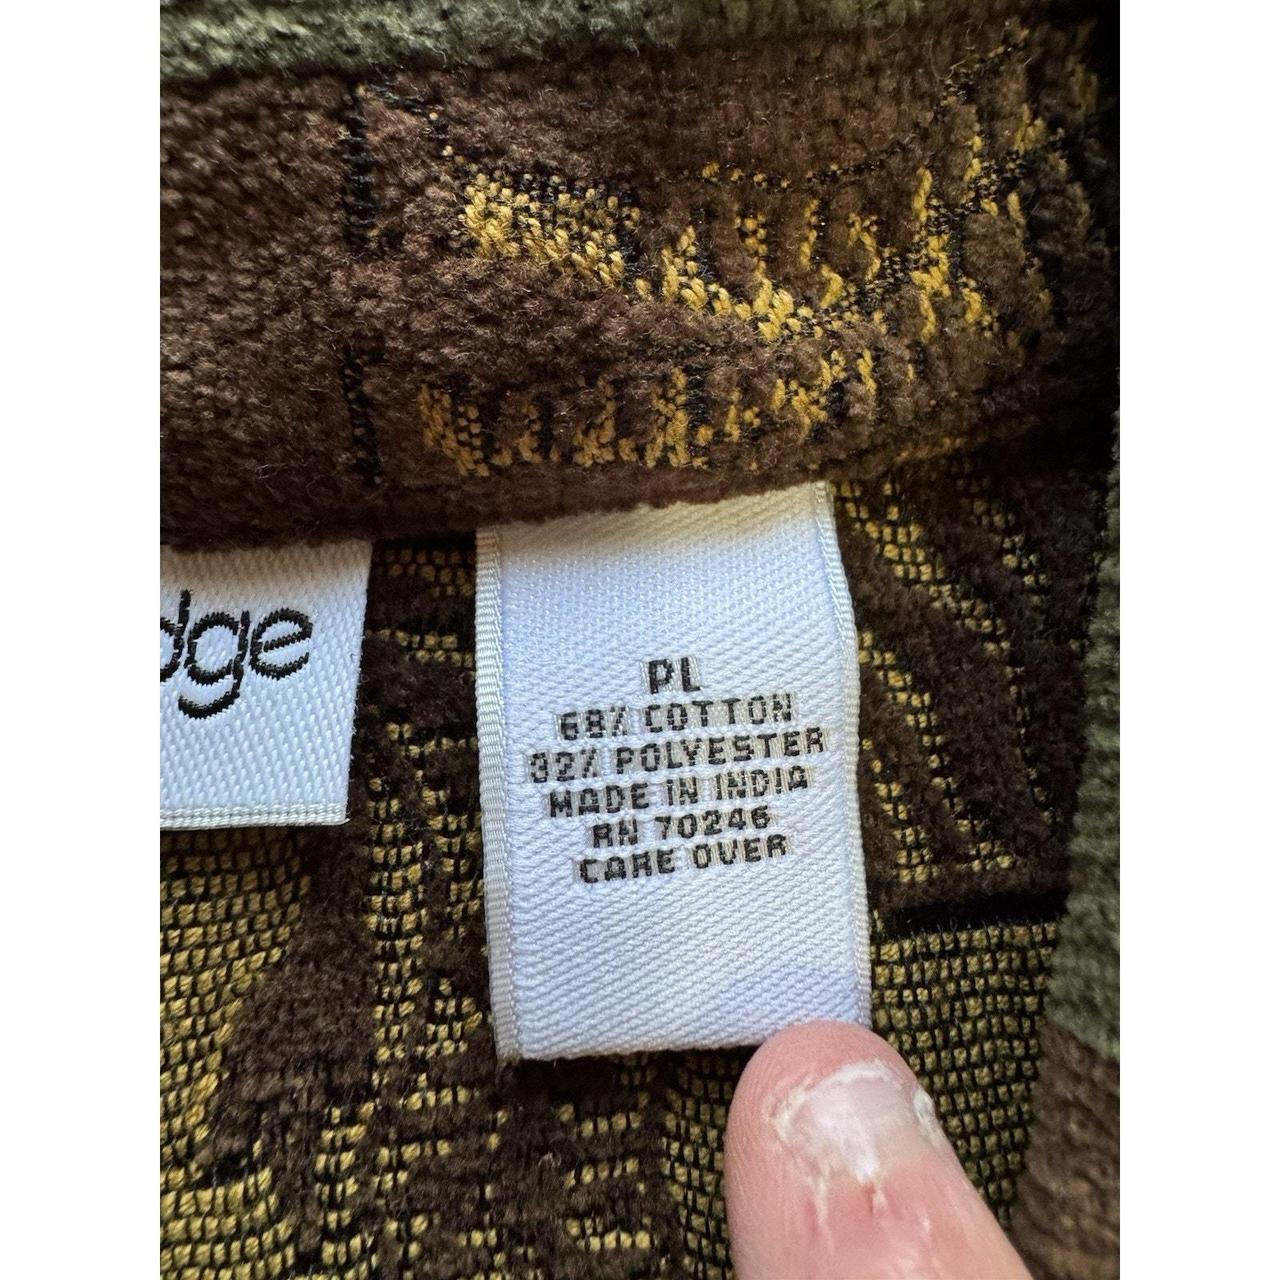 dge
PL
68% COTTON
32% POLYESTER
MADE IN INDIA
RN 70246
CARE OVER